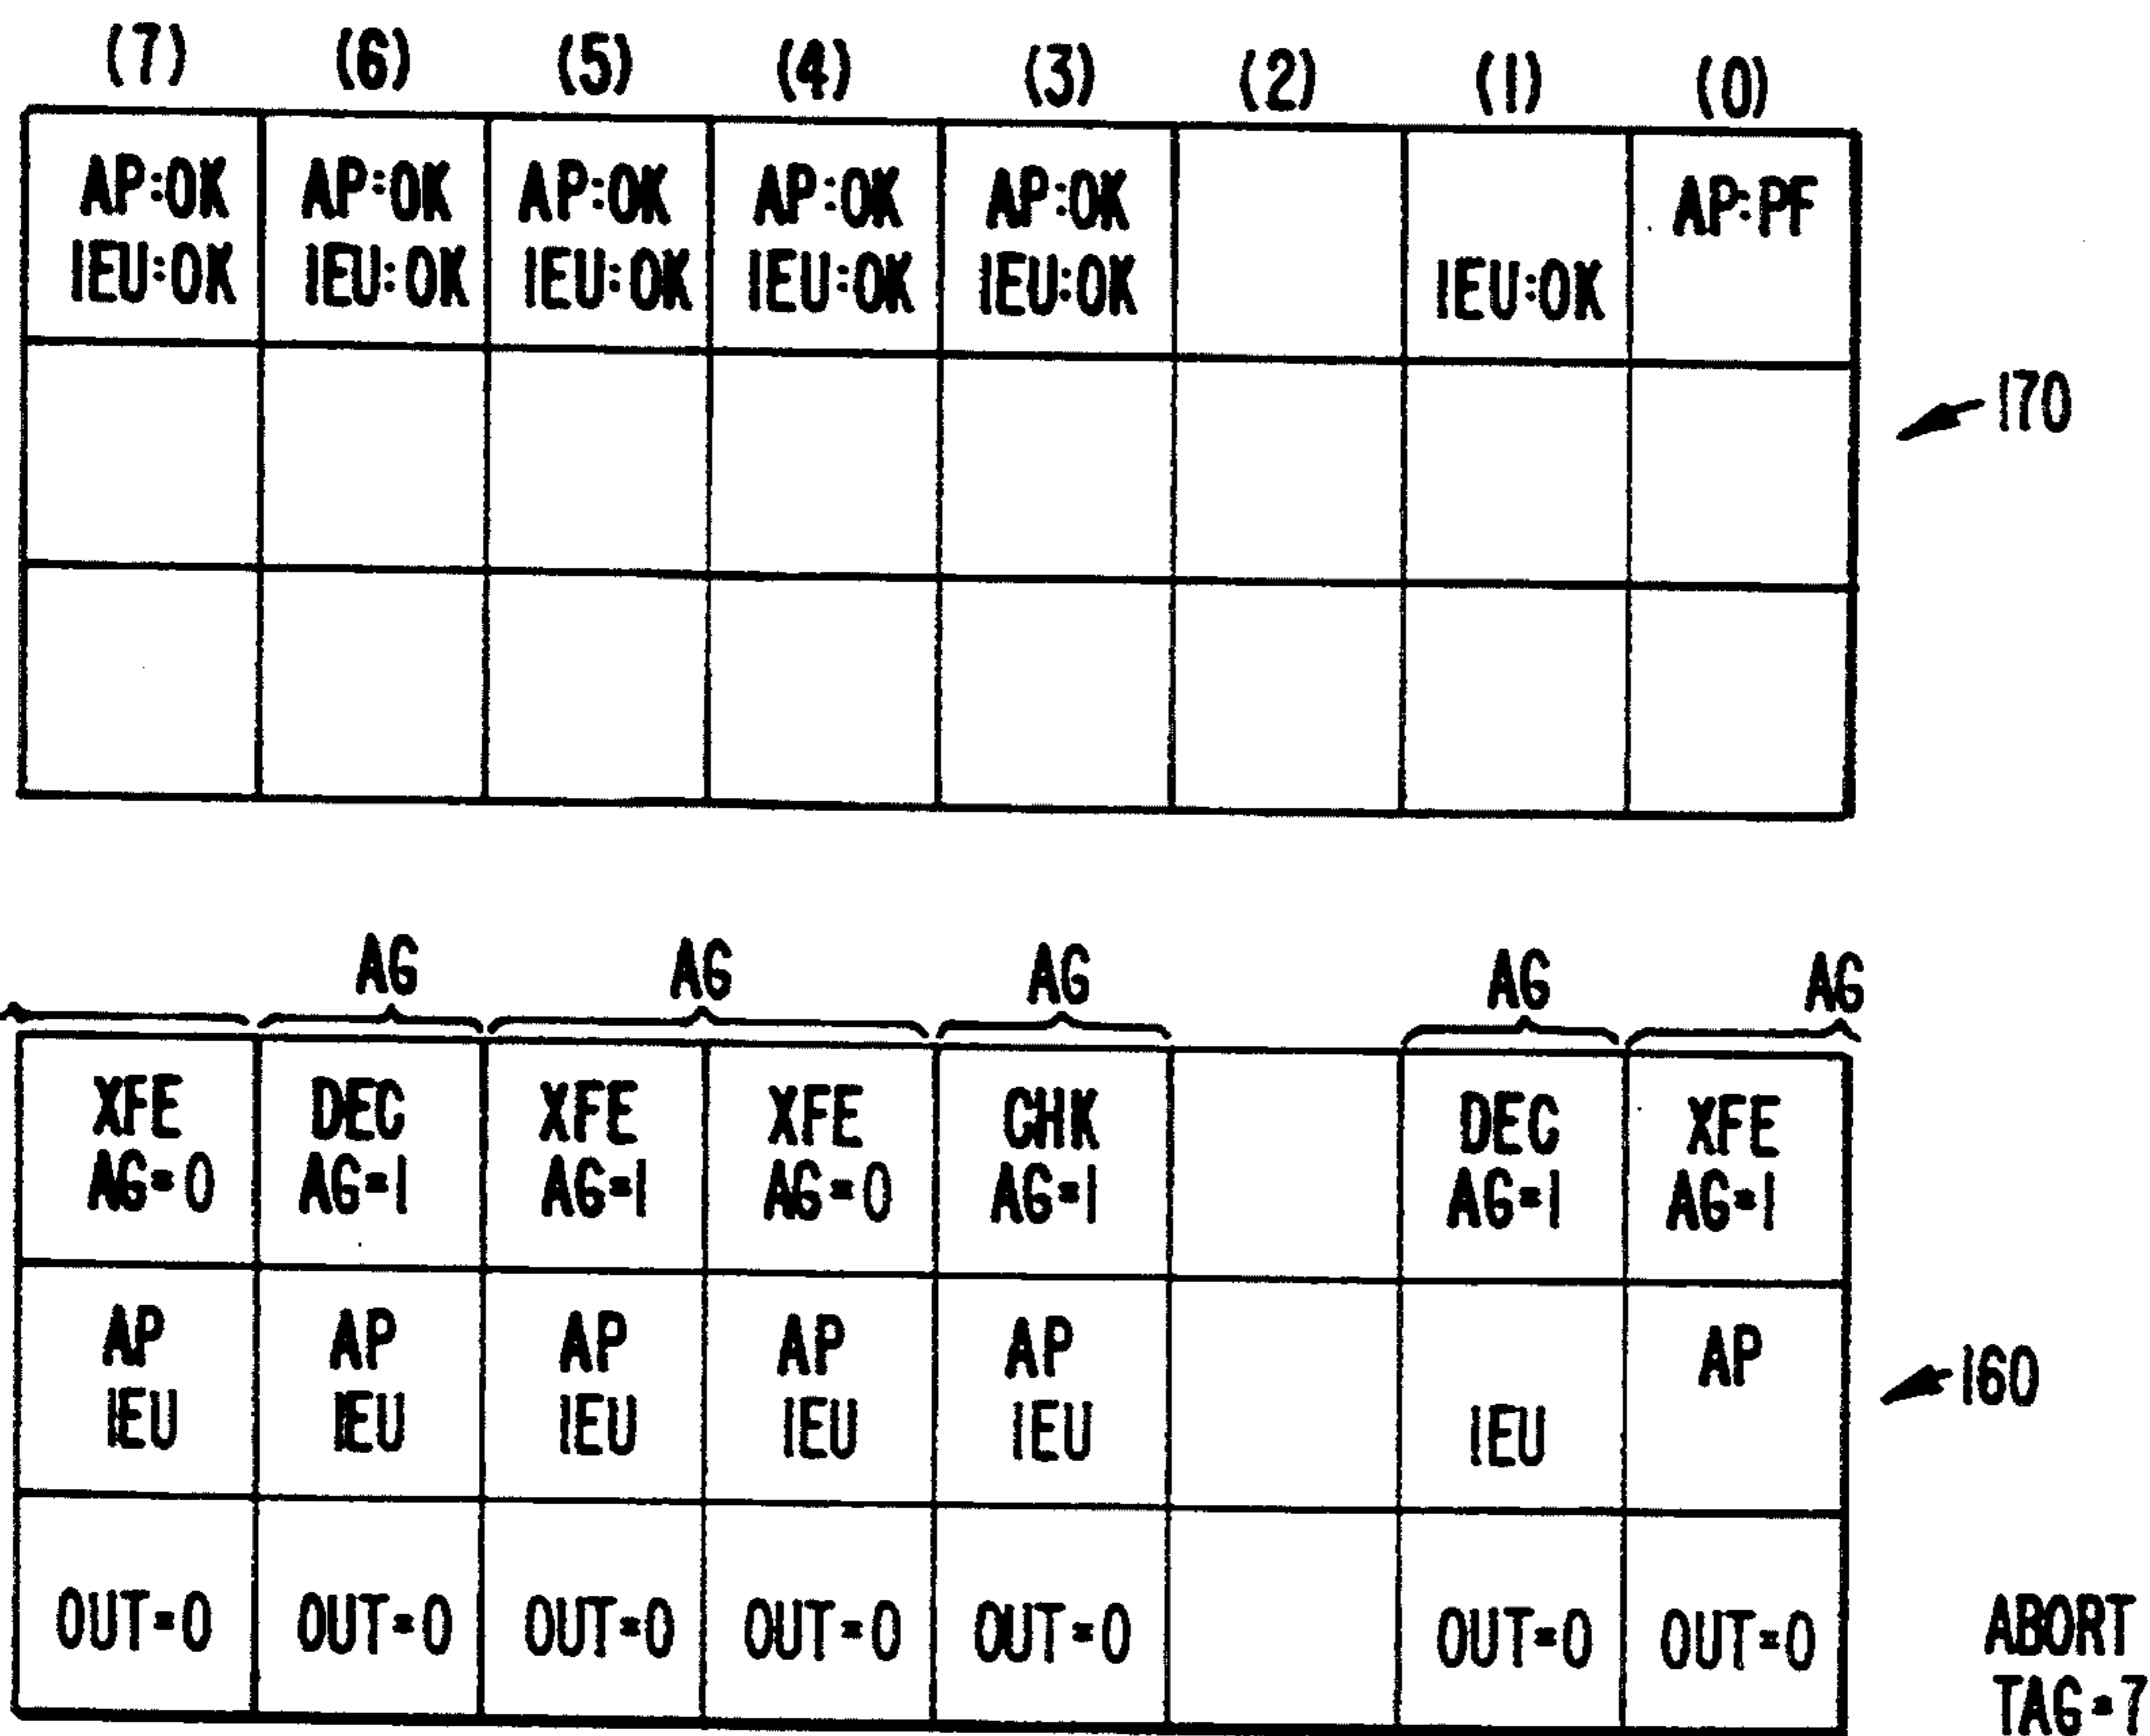 (7) (6) (5) (4) (3) (2) (1) (0)
AP:OK AP:OK AP:OK AP:OK AP:OK AP:PF
IEU:OK IEU:OK IEU:OK IEU:OK IEU:OK IEU:OK
170
AG AG AG AG AG
XFE DEC XFE XFE CHK DEC XFE
AG=0 AG=1 AG=1 AG=0 AG=1 AG=1 AG=1
AP AP AP AP AP AP
IEU IEU IEU IEU IEU IEU
160
OUT=0 OUT=0 OUT=0 OUT=0 OUT=0 OUT=0 OUT=0
ABORT
TAG=7